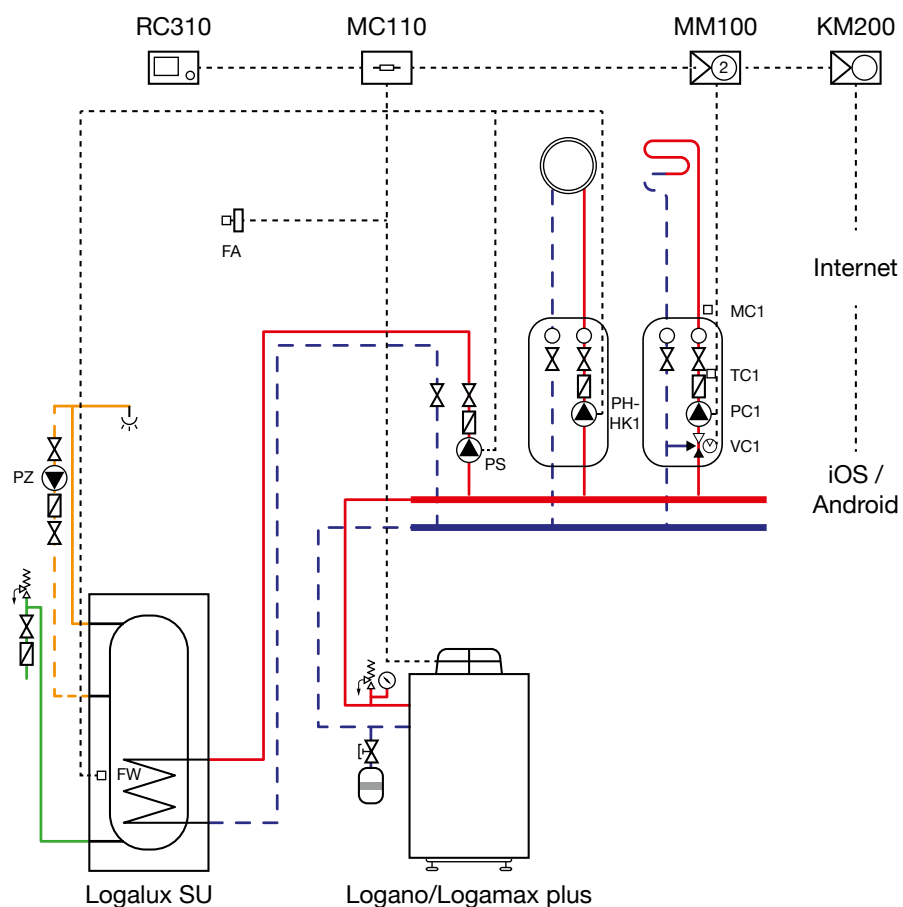 RC310
MC110
MM100
KM200
2
FA
Internet
MC1
TC1
PH-
HK1
PC1
PS
VC1
PZ
iOS /
Android
FW
Logalux SU
Logano/Logamax plus